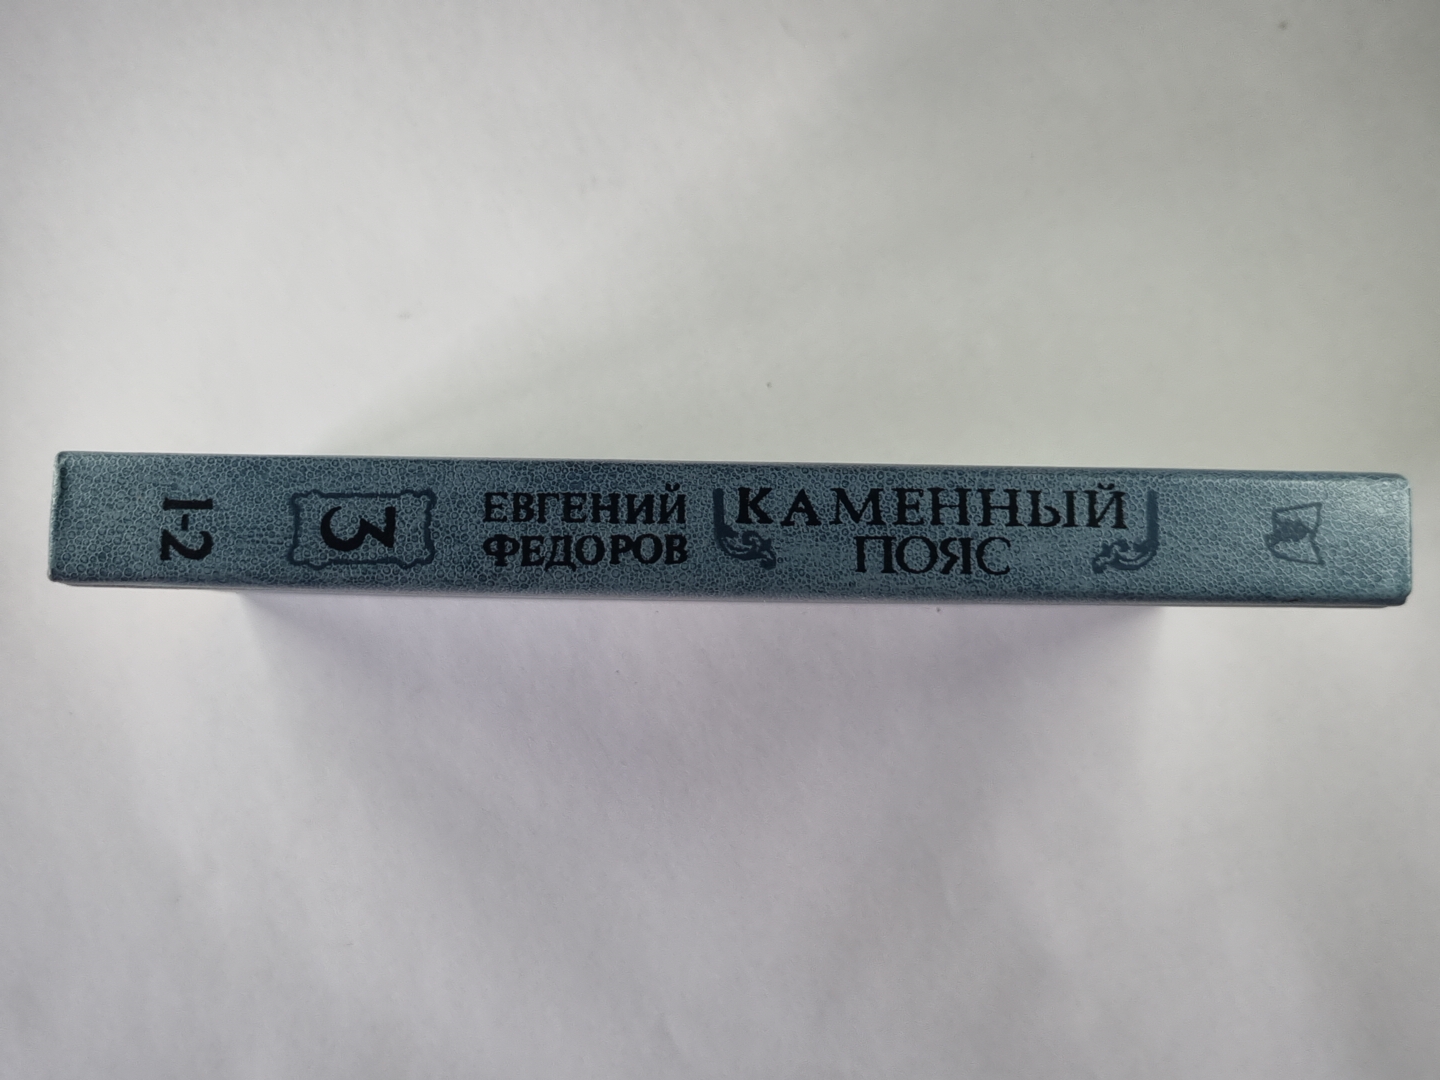 1-2
3
ЕВГЕНИЙ
ФЕДОРОВ
КАМЕННЫЙ
ПОЯС